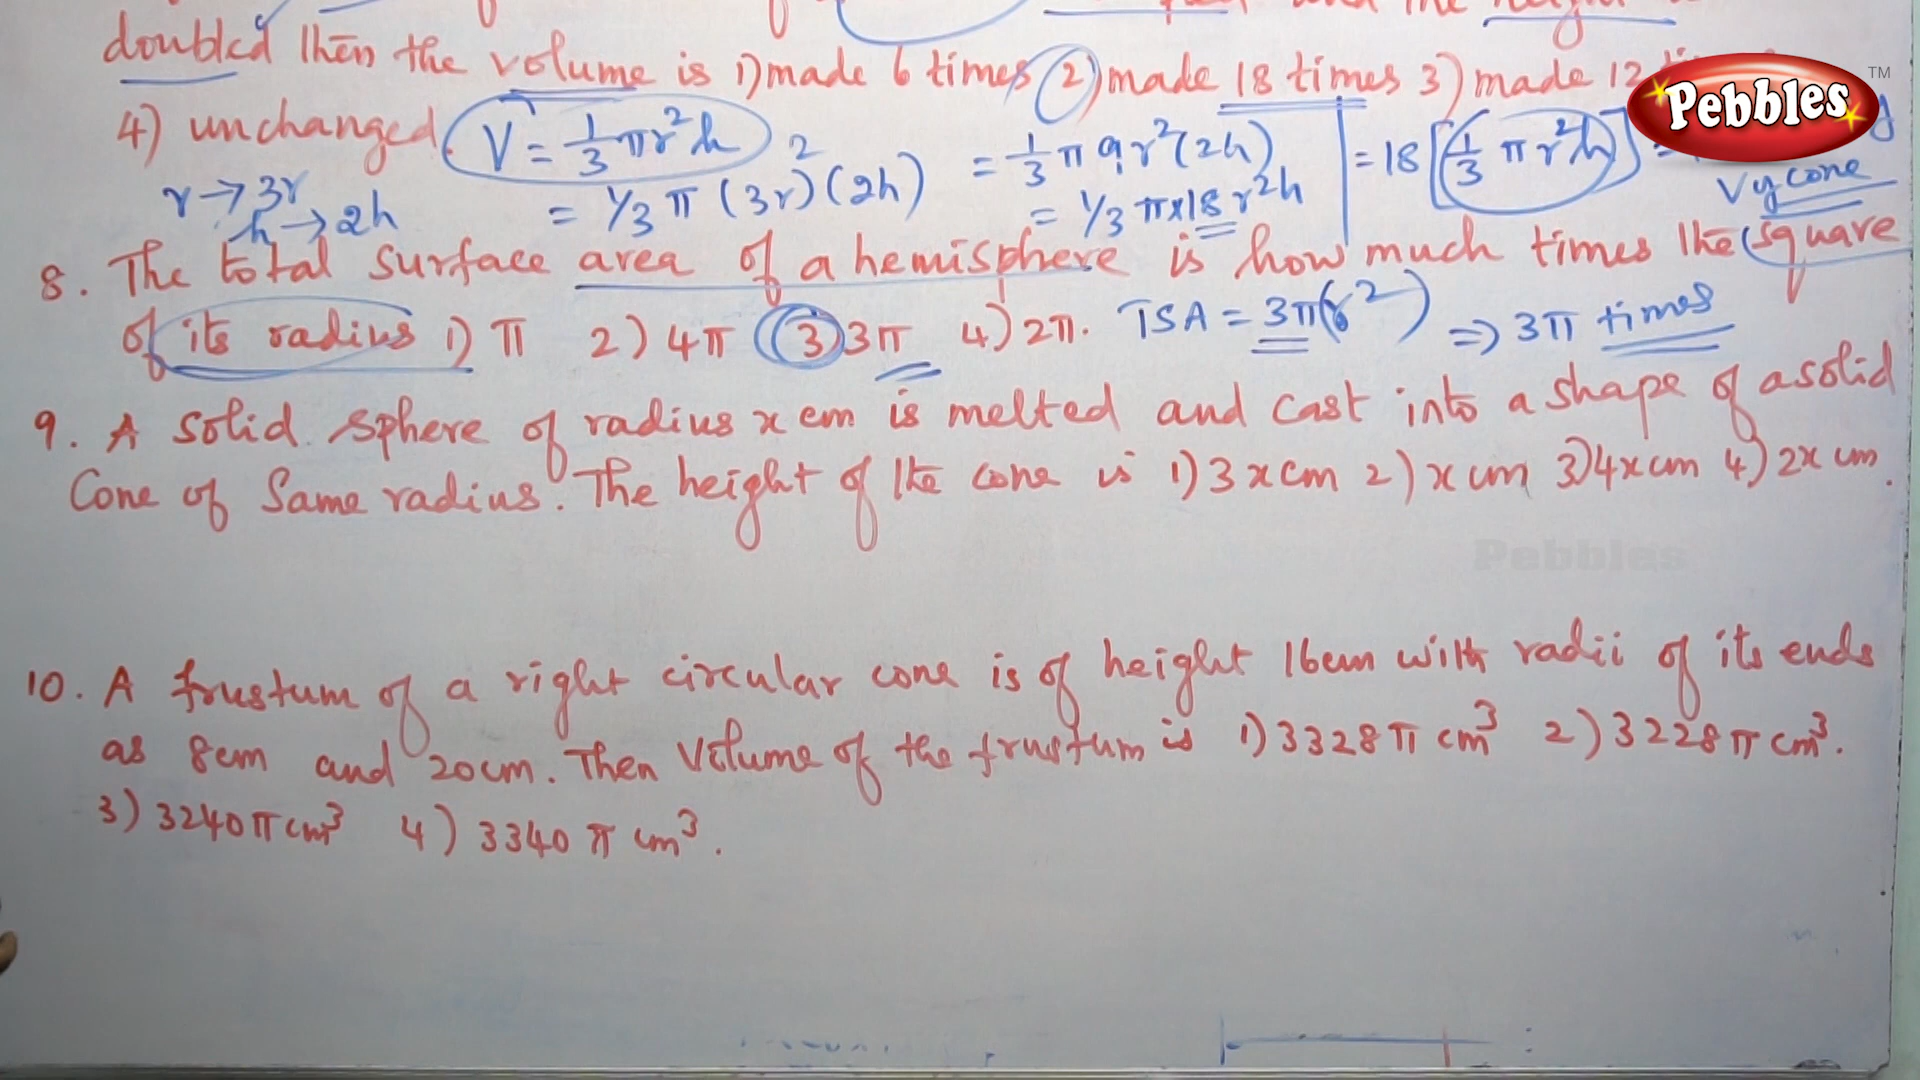 doubled then the volume is 1) made 6 times 2) made 18 times 3) made 12
4) unchanged. V = 1/3 πr²h = 1/3 π 9r²(2h) = 18 [1/3 πr²h]
r → 3r = 1/3 π (3r)²(2h) = 1/3 π×18 r²h V of cone
h → 2h
8. The total surface area of a hemisphere is how much times the square
of its radius 1) π 2) 4π 3) 3π 4) 2π. TSA = 3π(r²) ⇒ 3π times
9. A solid sphere of radius x cm is melted and cast into a shape of a solid
Cone of Same radius. The height of the cone is 1) 3x cm 2) x cm 3) 4x cm 4) 2x cm.
10. A frustum of a right circular cone is of height 16cm with radii of its ends
as 8cm and 20cm. Then Volume of the frustum is 1) 3328π cm³ 2) 3228π cm³.
3) 3240π cm³ 4) 3340π cm³.
Pebbles TM
Pebbles